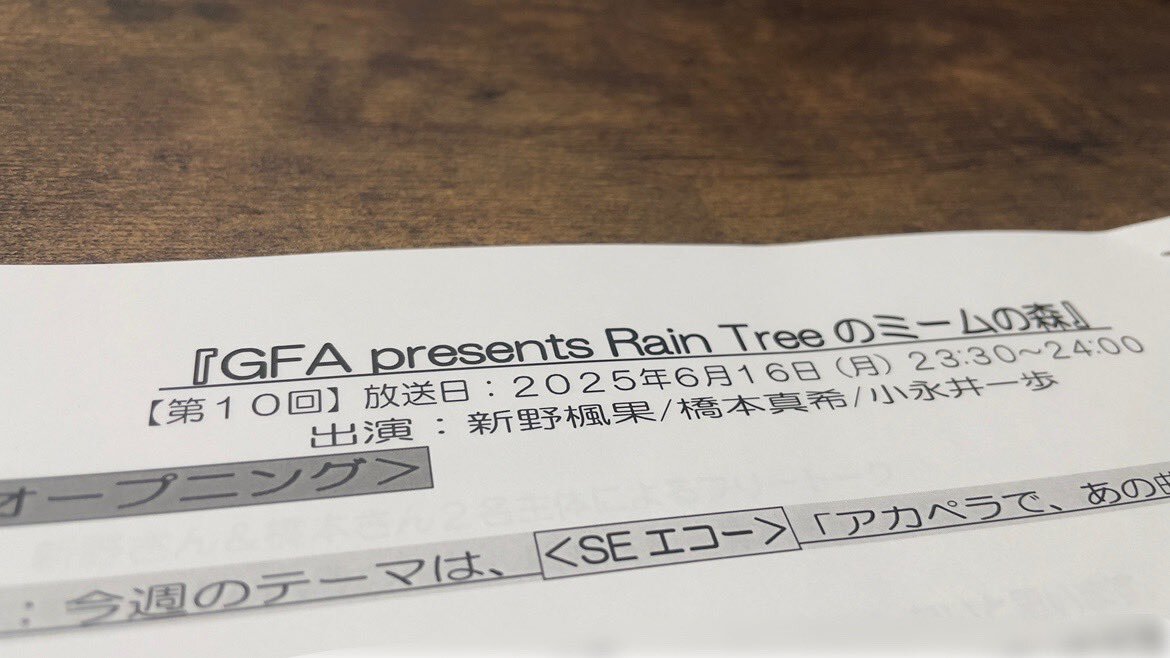 『GFA presents Rain Treeのミームの森』
【第10回】放送日：2025年6月16日(月)23:30〜24:00
出演：新野楓果/橋本真希/小永井一歩
オープニング＞
：今週のテーマは、＜SEエコー＞「アカペラで、あの曲